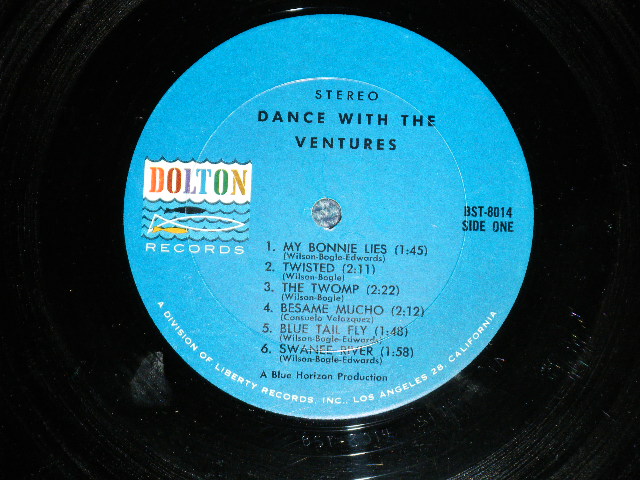 STEREO
DANCE WITH THE
VENTURES
DOLTON
RECORDS
BST-8014
SIDE ONE
1. MY BONNIE LIES (1:45)
(Wilson-Bogle-Edwards)
2. TWISTED (2:11)
(Wilson-Bogle)
3. THE TWOMP (2:22)
(Wilson-Bogle)
4. BESAME MUCHO (2:12)
(Consuelo Velazquez)
5. BLUE TAIL FLY (1:48)
(Wilson-Bogle-Edwards)
6. SWANEE RIVER (1:58)
(Wilson-Bogle-Edwards)
A Blue Horizon Production
A DIVISION OF LIBERTY RECORDS, INC., LOS ANGELES 28, CALIFORNIA